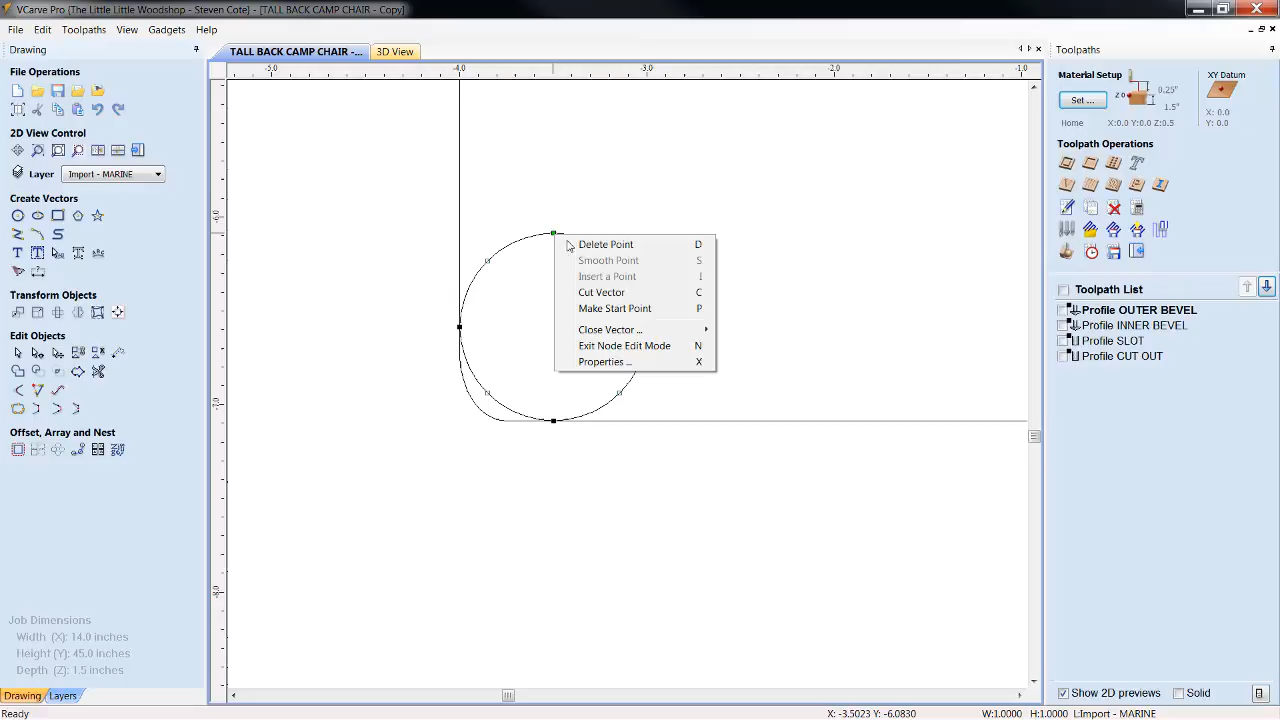 VCarve Pro {The Little Little Woodshop - Steven Cote} - [TALL BACK CAMP CHAIR - Copy]
File Edit Toolpaths View Gadgets Help
Drawing
File Operations
2D View Control
Layer Import - MARINE
Create Vectors
Transform Objects
Edit Objects
Offset, Array and Nest
Job Dimensions
Width (X): 14.0 inches
Height (Y): 45.0 inches
Depth (Z): 1.5 inches
Drawing Layers
TALL BACK CAMP CHAIR -... 3D View
-5.0 -4.0 -3.0 -2.0 -1.0
-6.0
-7.0
-8.0
Delete Point D
Smooth Point S
Insert a Point I
Cut Vector C
Make Start Point P
Close Vector ...
Exit Node Edit Mode N
Properties ... X
Toolpaths
Material Setup XY Datum
Set ... Z 0 0.25" 1.5" X: 0.0 Y: 0.0
Home X:0.0 Y:0.0 Z:0.5
Toolpath Operations
Toolpath List
Profile OUTER BEVEL
Profile INNER BEVEL
Profile SLOT
Profile CUT OUT
Show 2D previews Solid
Ready X: -3.5023 Y: -6.0830 W:1.0000 H:1.0000 L:Import - MARINE